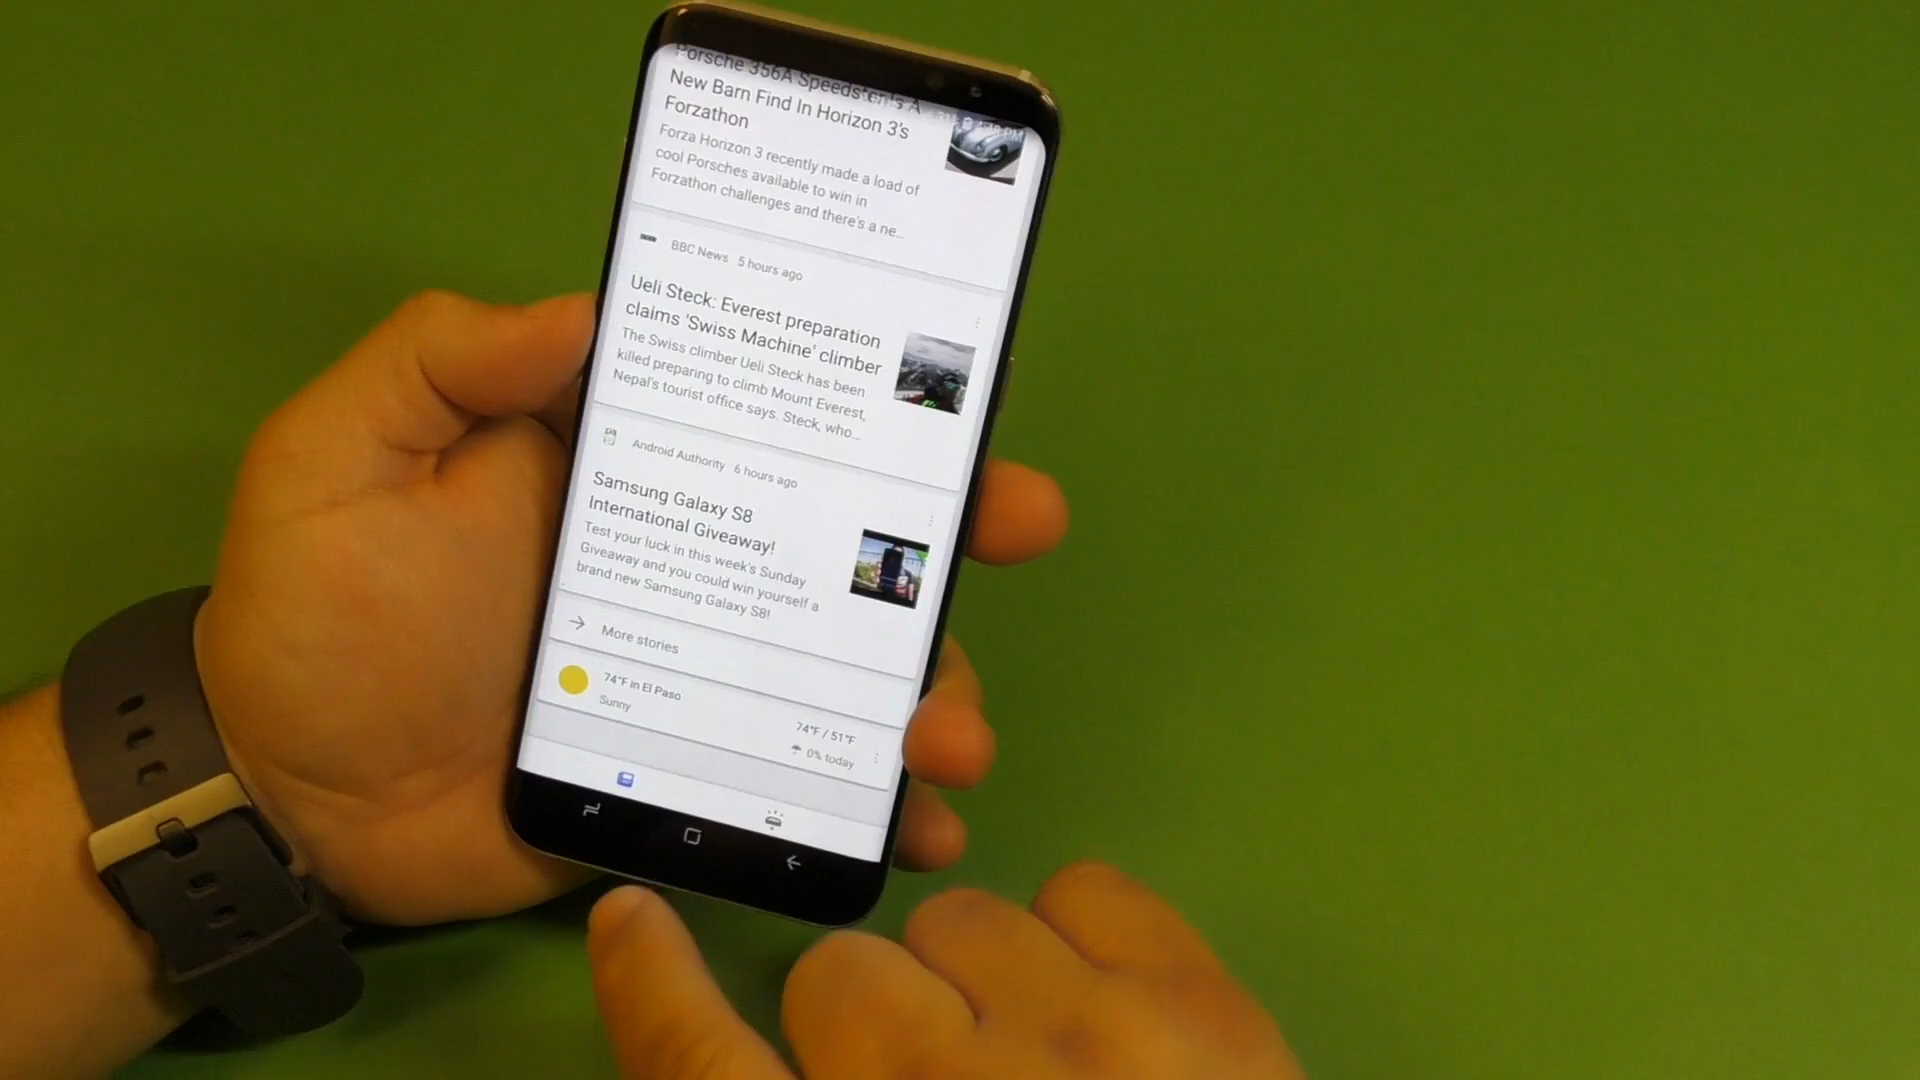 Porsche 356A Speedster Is A
New Barn Find In Horizon 3's
Forzathon
Forza Horizon 3 recently made a load of
cool Porsches available to win in
Forzathon challenges and there's a ne...
BBC News 5 hours ago
Ueli Steck: Everest preparation
claims 'Swiss Machine' climber
The Swiss climber Ueli Steck has been
killed preparing to climb Mount Everest,
Nepal's tourist office says. Steck, who...
Android Authority 6 hours ago
Samsung Galaxy S8
International Giveaway!
Test your luck in this week's Sunday
Giveaway and you could win yourself a
brand new Samsung Galaxy S8!
More stories
74°F in El Paso
Sunny
74°F / 51°F
0% today